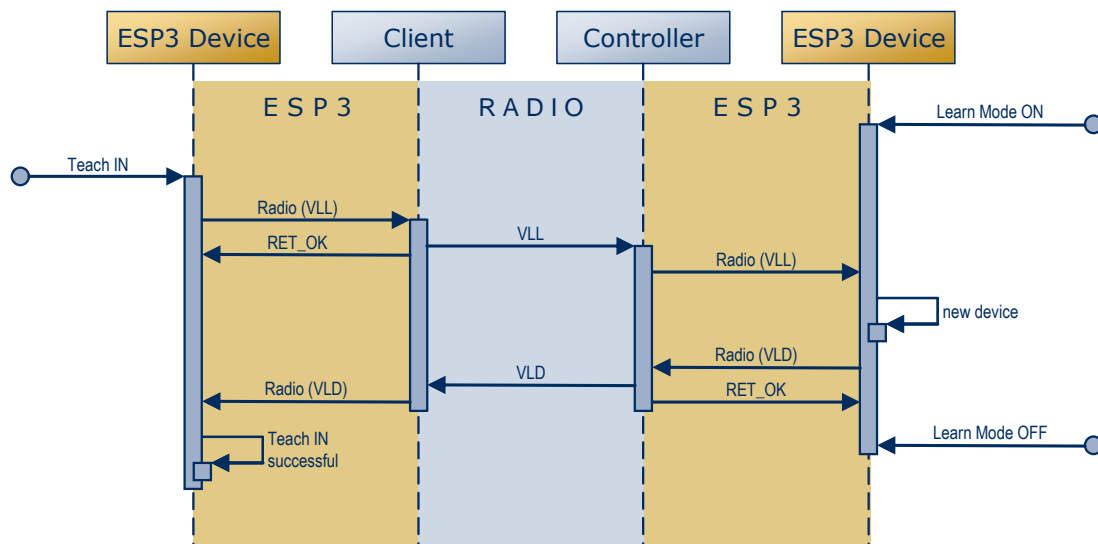 ESP3 Device
Client
Controller
ESP3 Device
ESP3
RADIO
ESP3
Learn Mode ON
Teach IN
Radio (VLL)
VLL
RET_OK
Radio (VLL)
new device
Radio (VLD)
VLD
Radio (VLD)
RET_OK
Teach IN
successful
Learn Mode OFF